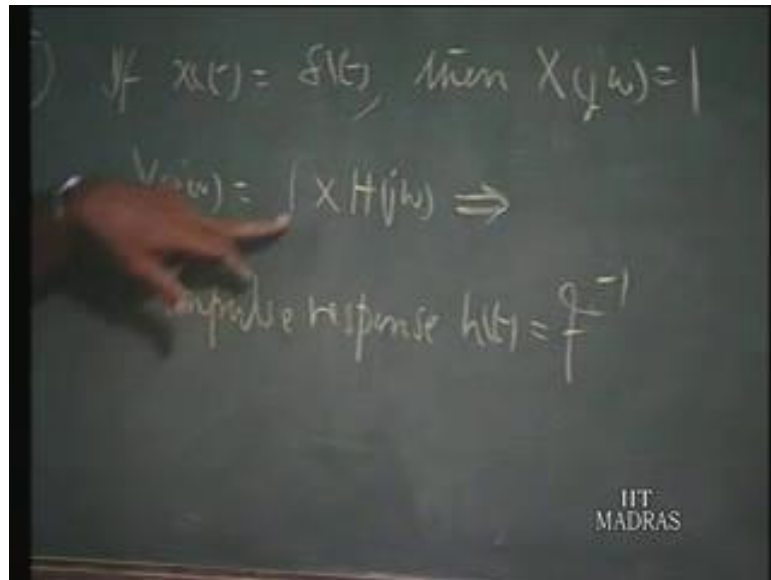 ) If x(t) = δ(t), then X(jω) = 1
Y(jω) = 1 X H(jω) ⇒
impulse response h(t) = F⁻¹
IIT
MADRAS